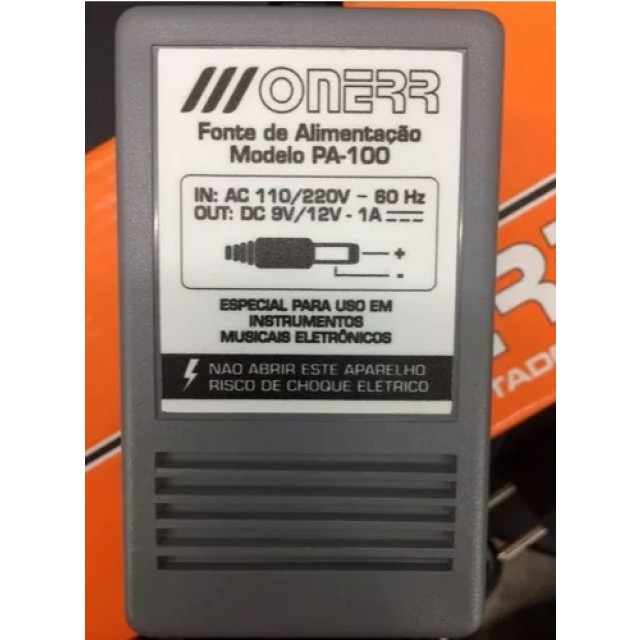 ONERR
Fonte de Alimentação
Modelo PA-100
IN: AC 110/220V ~ 60 Hz
OUT: DC 9V/12V - 1A
+
-
ESPECIAL PARA USO EM
INSTRUMENTOS
MUSICAIS ELETRÔNICOS
NÃO ABRIR ESTE APARELHO
RISCO DE CHOQUE ELETRICO